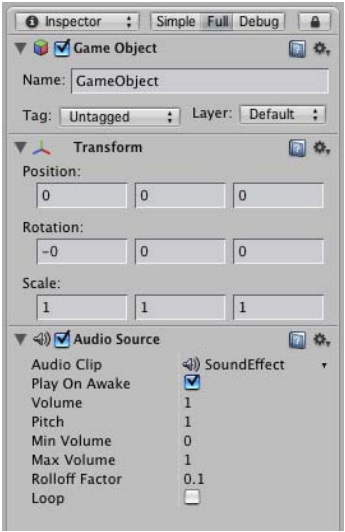 Inspector Simple Full Debug
Game Object
Name: GameObject
Tag: Untagged Layer: Default
Transform
Position:
0 0 0
Rotation:
-0 0 0
Scale:
1 1 1
Audio Source
Audio Clip SoundEffect
Play On Awake
Volume 1
Pitch 1
Min Volume 0
Max Volume 1
Rolloff Factor 0.1
Loop